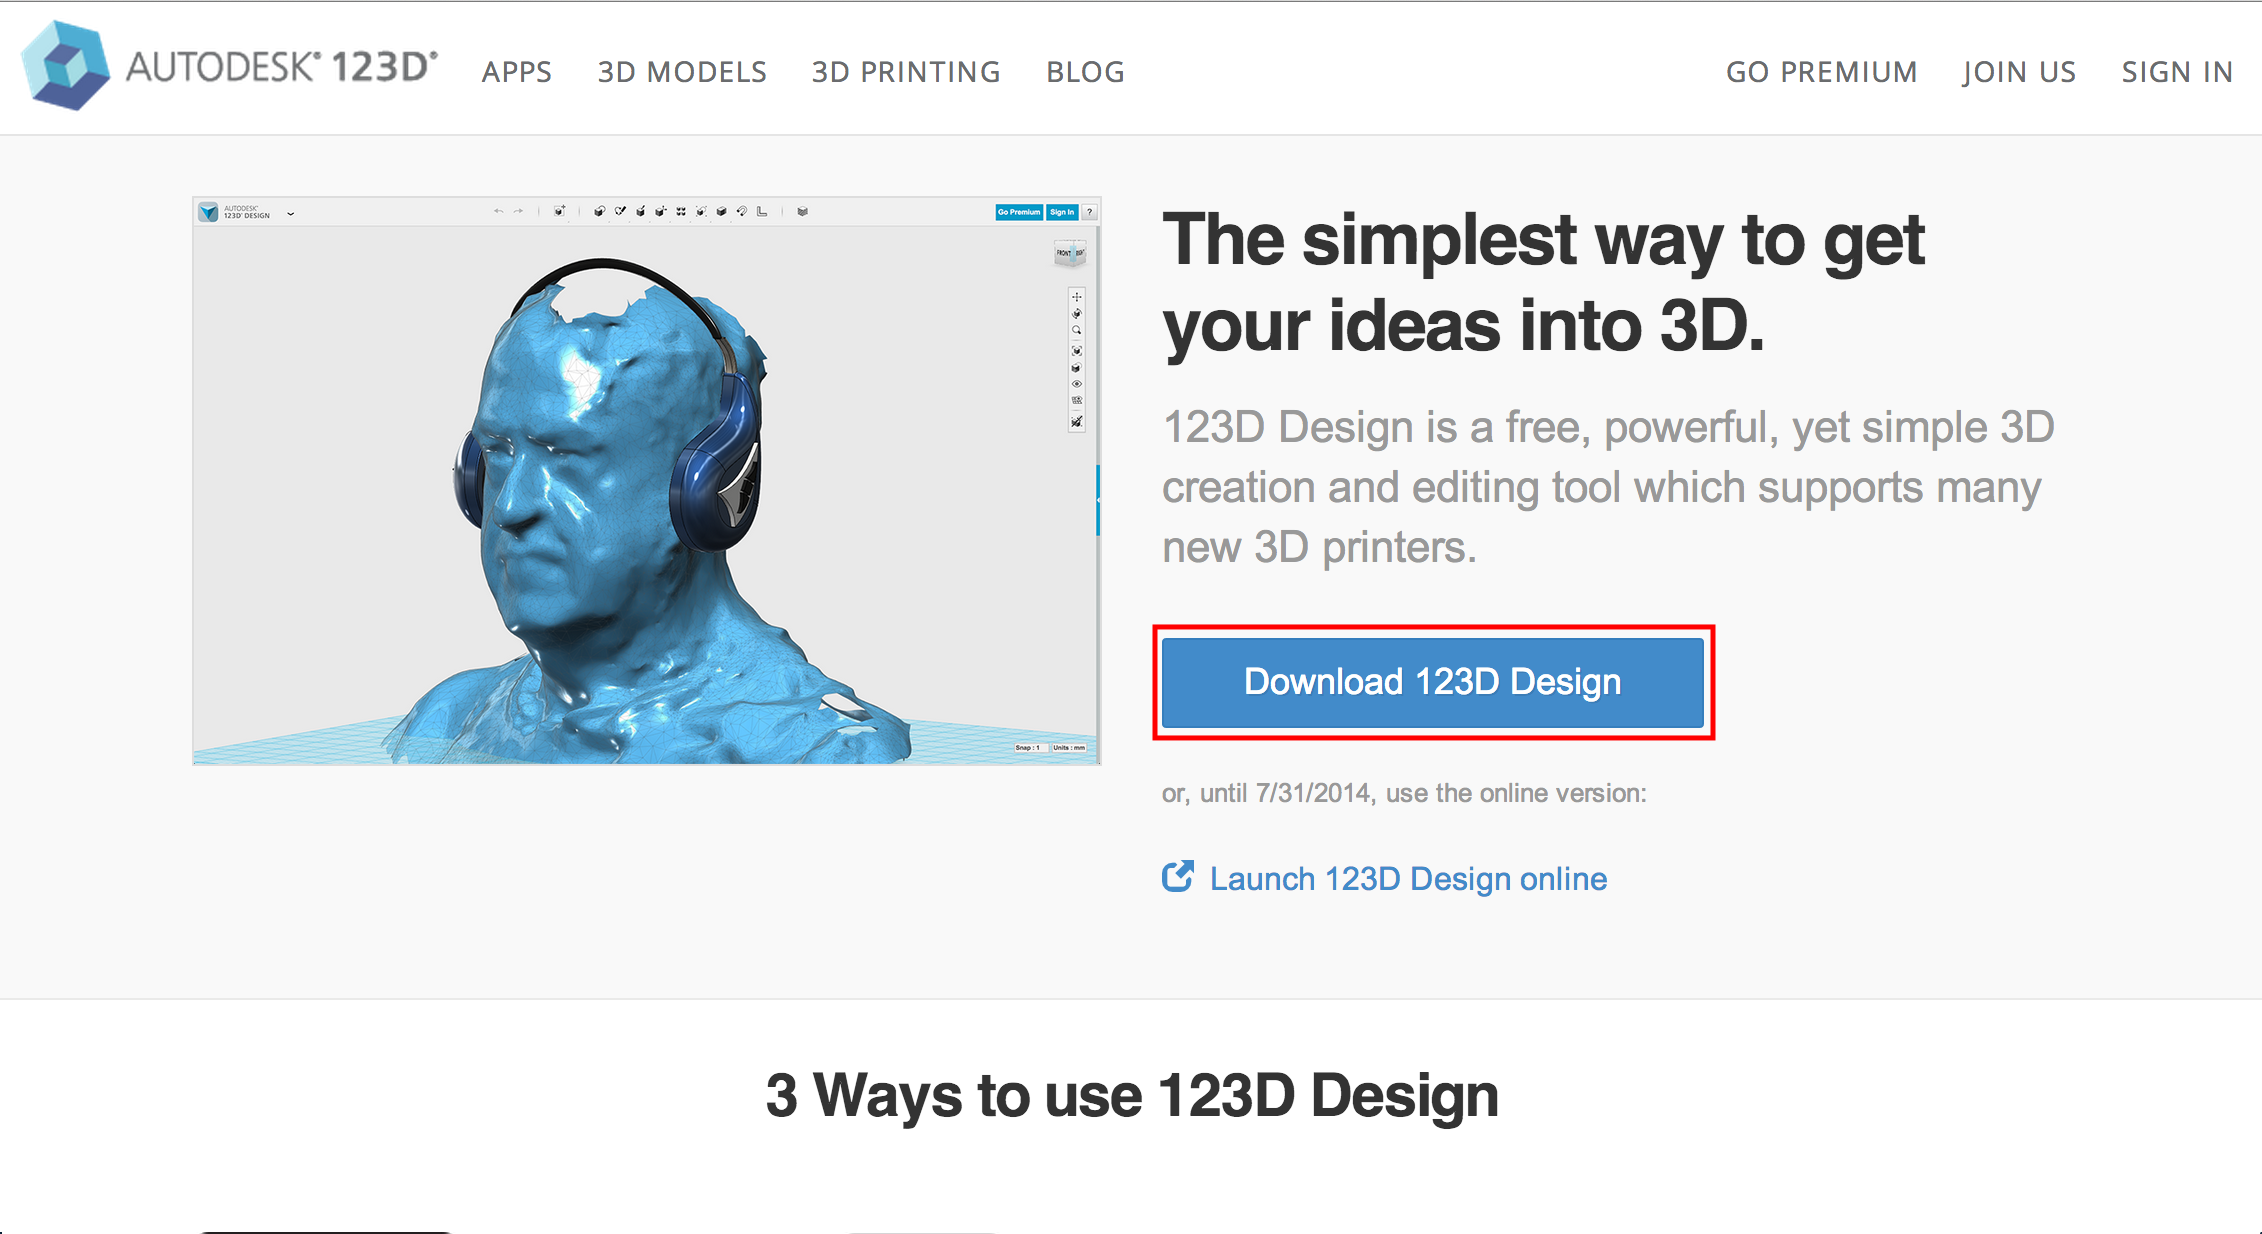 AUTODESK® 123D®
APPS
3D MODELS
3D PRINTING
BLOG
GO PREMIUM
JOIN US
SIGN IN
AUTODESK®
123D® DESIGN
Go Premium
Sign In
?
FRONT
Snap : 1
Units : mm
The simplest way to get
your ideas into 3D.
123D Design is a free, powerful, yet simple 3D
creation and editing tool which supports many
new 3D printers.
Download 123D Design
or, until 7/31/2014, use the online version:
Launch 123D Design online
3 Ways to use 123D Design